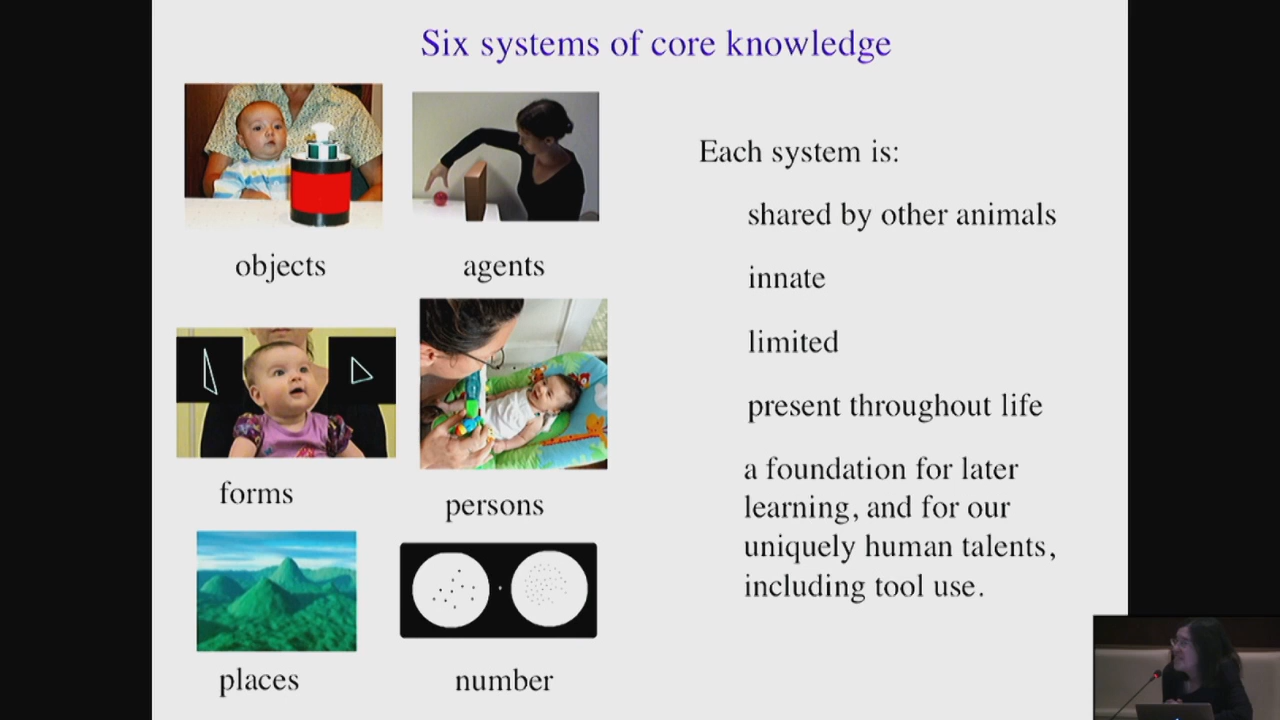 Six systems of core knowledge
objects
agents
forms
persons
places
number
Each system is:
shared by other animals
innate
limited
present throughout life
a foundation for later
learning, and for our
uniquely human talents,
including tool use.